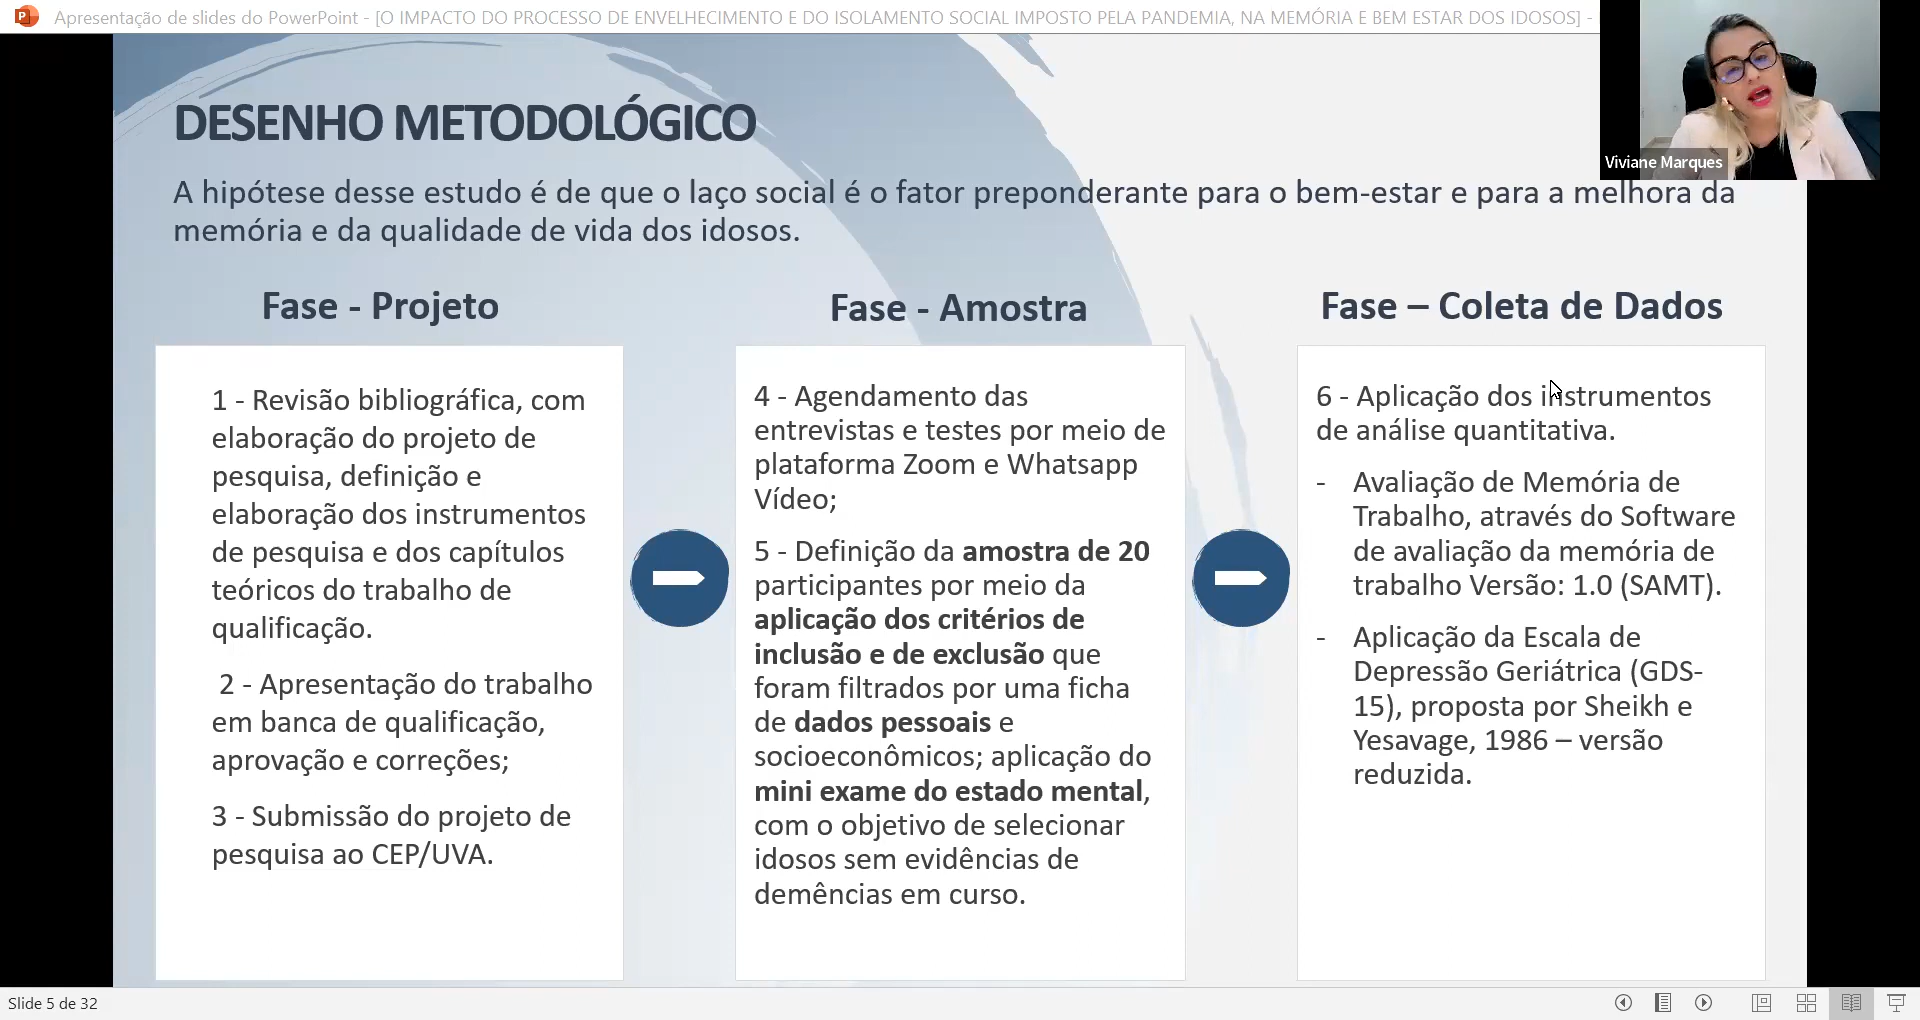 Apresentação de slides do PowerPoint - [O IMPACTO DO PROCESSO DE ENVELHECIMENTO E DO ISOLAMENTO SOCIAL IMPOSTO PELA PANDEMIA, NA MEMÓRIA E BEM ESTAR DOS IDOSOS] -
Viviane Marques
DESENHO METODOLÓGICO
A hipótese desse estudo é de que o laço social é o fator preponderante para o bem-estar e para a melhora da
memória e da qualidade de vida dos idosos.
Fase - Projeto
1 - Revisão bibliográfica, com
elaboração do projeto de
pesquisa, definição e
elaboração dos instrumentos
de pesquisa e dos capítulos
teóricos do trabalho de
qualificação.
2 - Apresentação do trabalho
em banca de qualificação,
aprovação e correções;
3 - Submissão do projeto de
pesquisa ao CEP/UVA.
Fase - Amostra
4 - Agendamento das
entrevistas e testes por meio de
plataforma Zoom e Whatsapp
Vídeo;
5 - Definição da amostra de 20
participantes por meio da
aplicação dos critérios de
inclusão e de exclusão que
foram filtrados por uma ficha
de dados pessoais e
socioeconômicos; aplicação do
mini exame do estado mental,
com o objetivo de selecionar
idosos sem evidências de
demências em curso.
Fase – Coleta de Dados
6 - Aplicação dos instrumentos
de análise quantitativa.
- Avaliação de Memória de
Trabalho, através do Software
de avaliação da memória de
trabalho Versão: 1.0 (SAMT).
- Aplicação da Escala de
Depressão Geriátrica (GDS-
15), proposta por Sheikh e
Yesavage, 1986 – versão
reduzida.
Slide 5 de 32